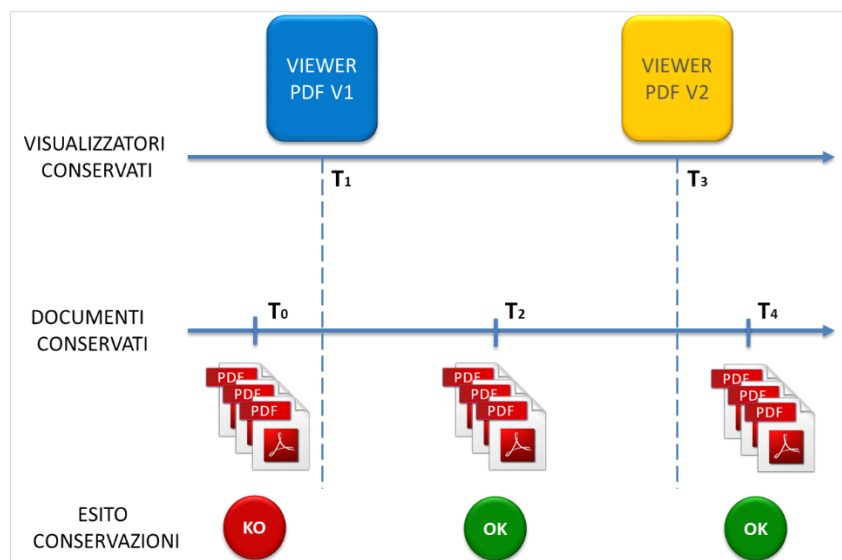 VIEWER
PDF V1
VIEWER
PDF V2
VISUALIZZATORI
CONSERVATI
T1
T3
DOCUMENTI
CONSERVATI
T0
T2
T4
PDF
PDF
PDF
PDF
PDF
PDF
PDF
PDF
PDF
ESITO
CONSERVAZIONI
KO
OK
OK